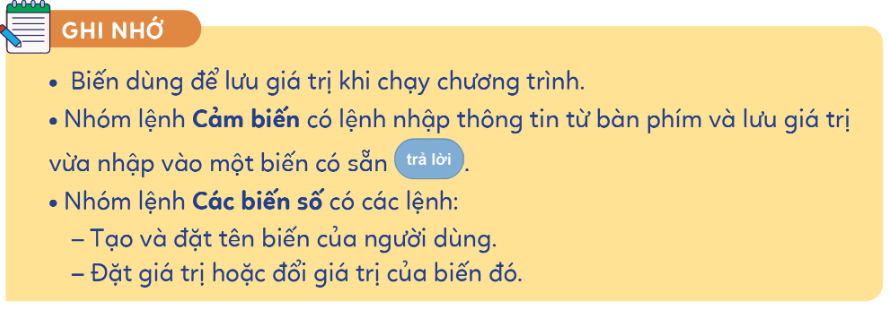 GHI NHỚ
• Biến dùng để lưu giá trị khi chạy chương trình.
• Nhóm lệnh Cảm biến có lệnh nhập thông tin từ bàn phím và lưu giá trị
vừa nhập vào một biến có sẵn trả lời.
• Nhóm lệnh Các biến số có các lệnh:
– Tạo và đặt tên biến của người dùng.
– Đặt giá trị hoặc đổi giá trị của biến đó.